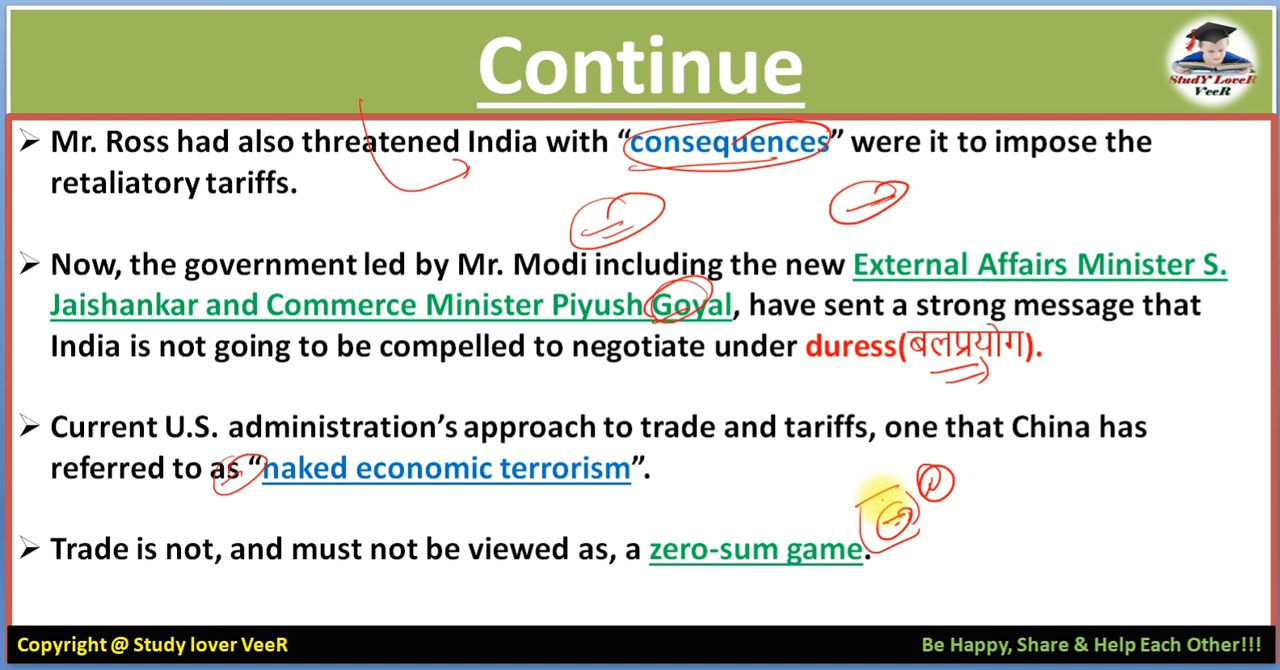 Continue
StudY LoveR
VeeR
➢ Mr. Ross had also threatened India with “consequences” were it to impose the
retaliatory tariffs.
➢ Now, the government led by Mr. Modi including the new External Affairs Minister S.
Jaishankar and Commerce Minister Piyush Goyal, have sent a strong message that
India is not going to be compelled to negotiate under duress(बलप्रयोग).
➢ Current U.S. administration’s approach to trade and tariffs, one that China has
referred to as “naked economic terrorism”.
➢ Trade is not, and must not be viewed as, a zero-sum game.
Copyright @ Study lover VeeR
Be Happy, Share & Help Each Other!!!